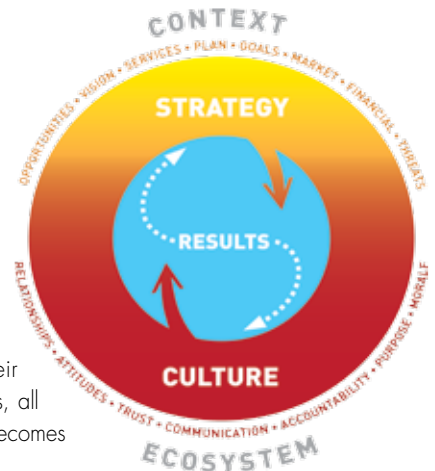 CONTEXT
OPPORTUNITIES • VISION • SERVICES • PLAN • GOALS • MARKET • FINANCIAL • THREATS
STRATEGY
RESULTS
CULTURE
RELATIONSHIPS • ATTITUDES • TRUST • COMMUNICATION • ACCOUNTABILITY • PURPOSE • MORALE
ECOSYSTEM
eir
s, all
ecomes